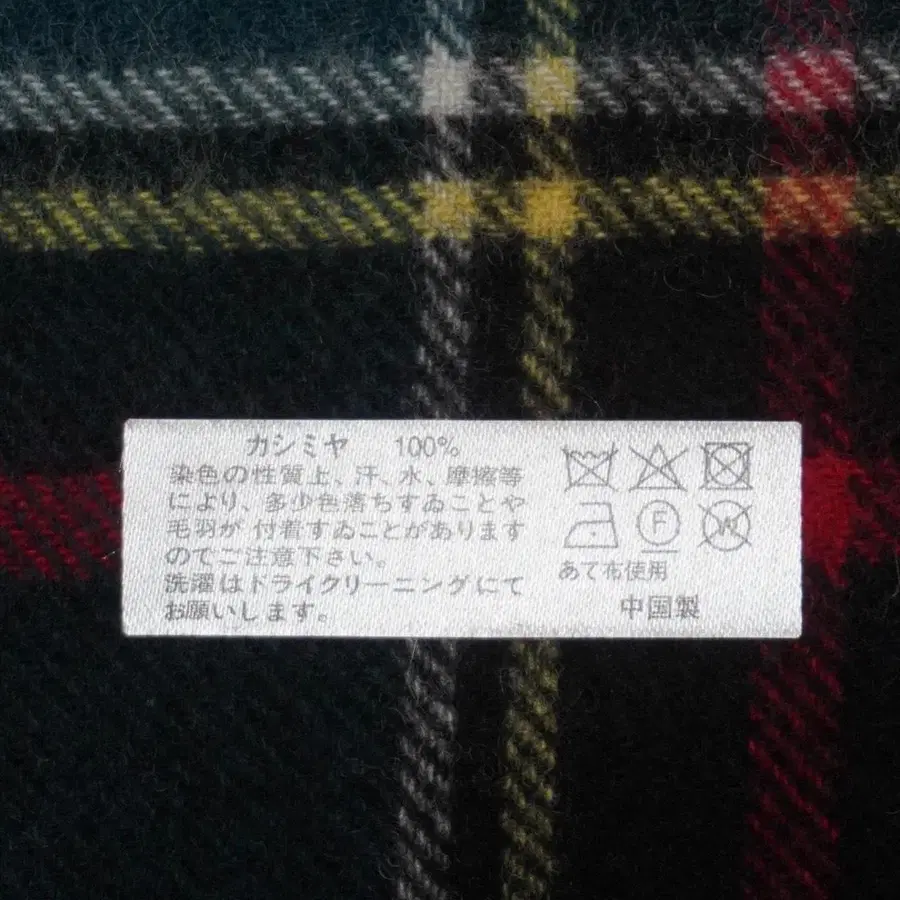 カシミヤ 100%
染色の性質上、汗、水、摩擦等
により、多少色落ちすゐことや
毛羽が 付着すゐことがあります
のでご注意下さい。
洗濯はドライクリーニングにて
お願いします。
F
W
あて布使用
中国製